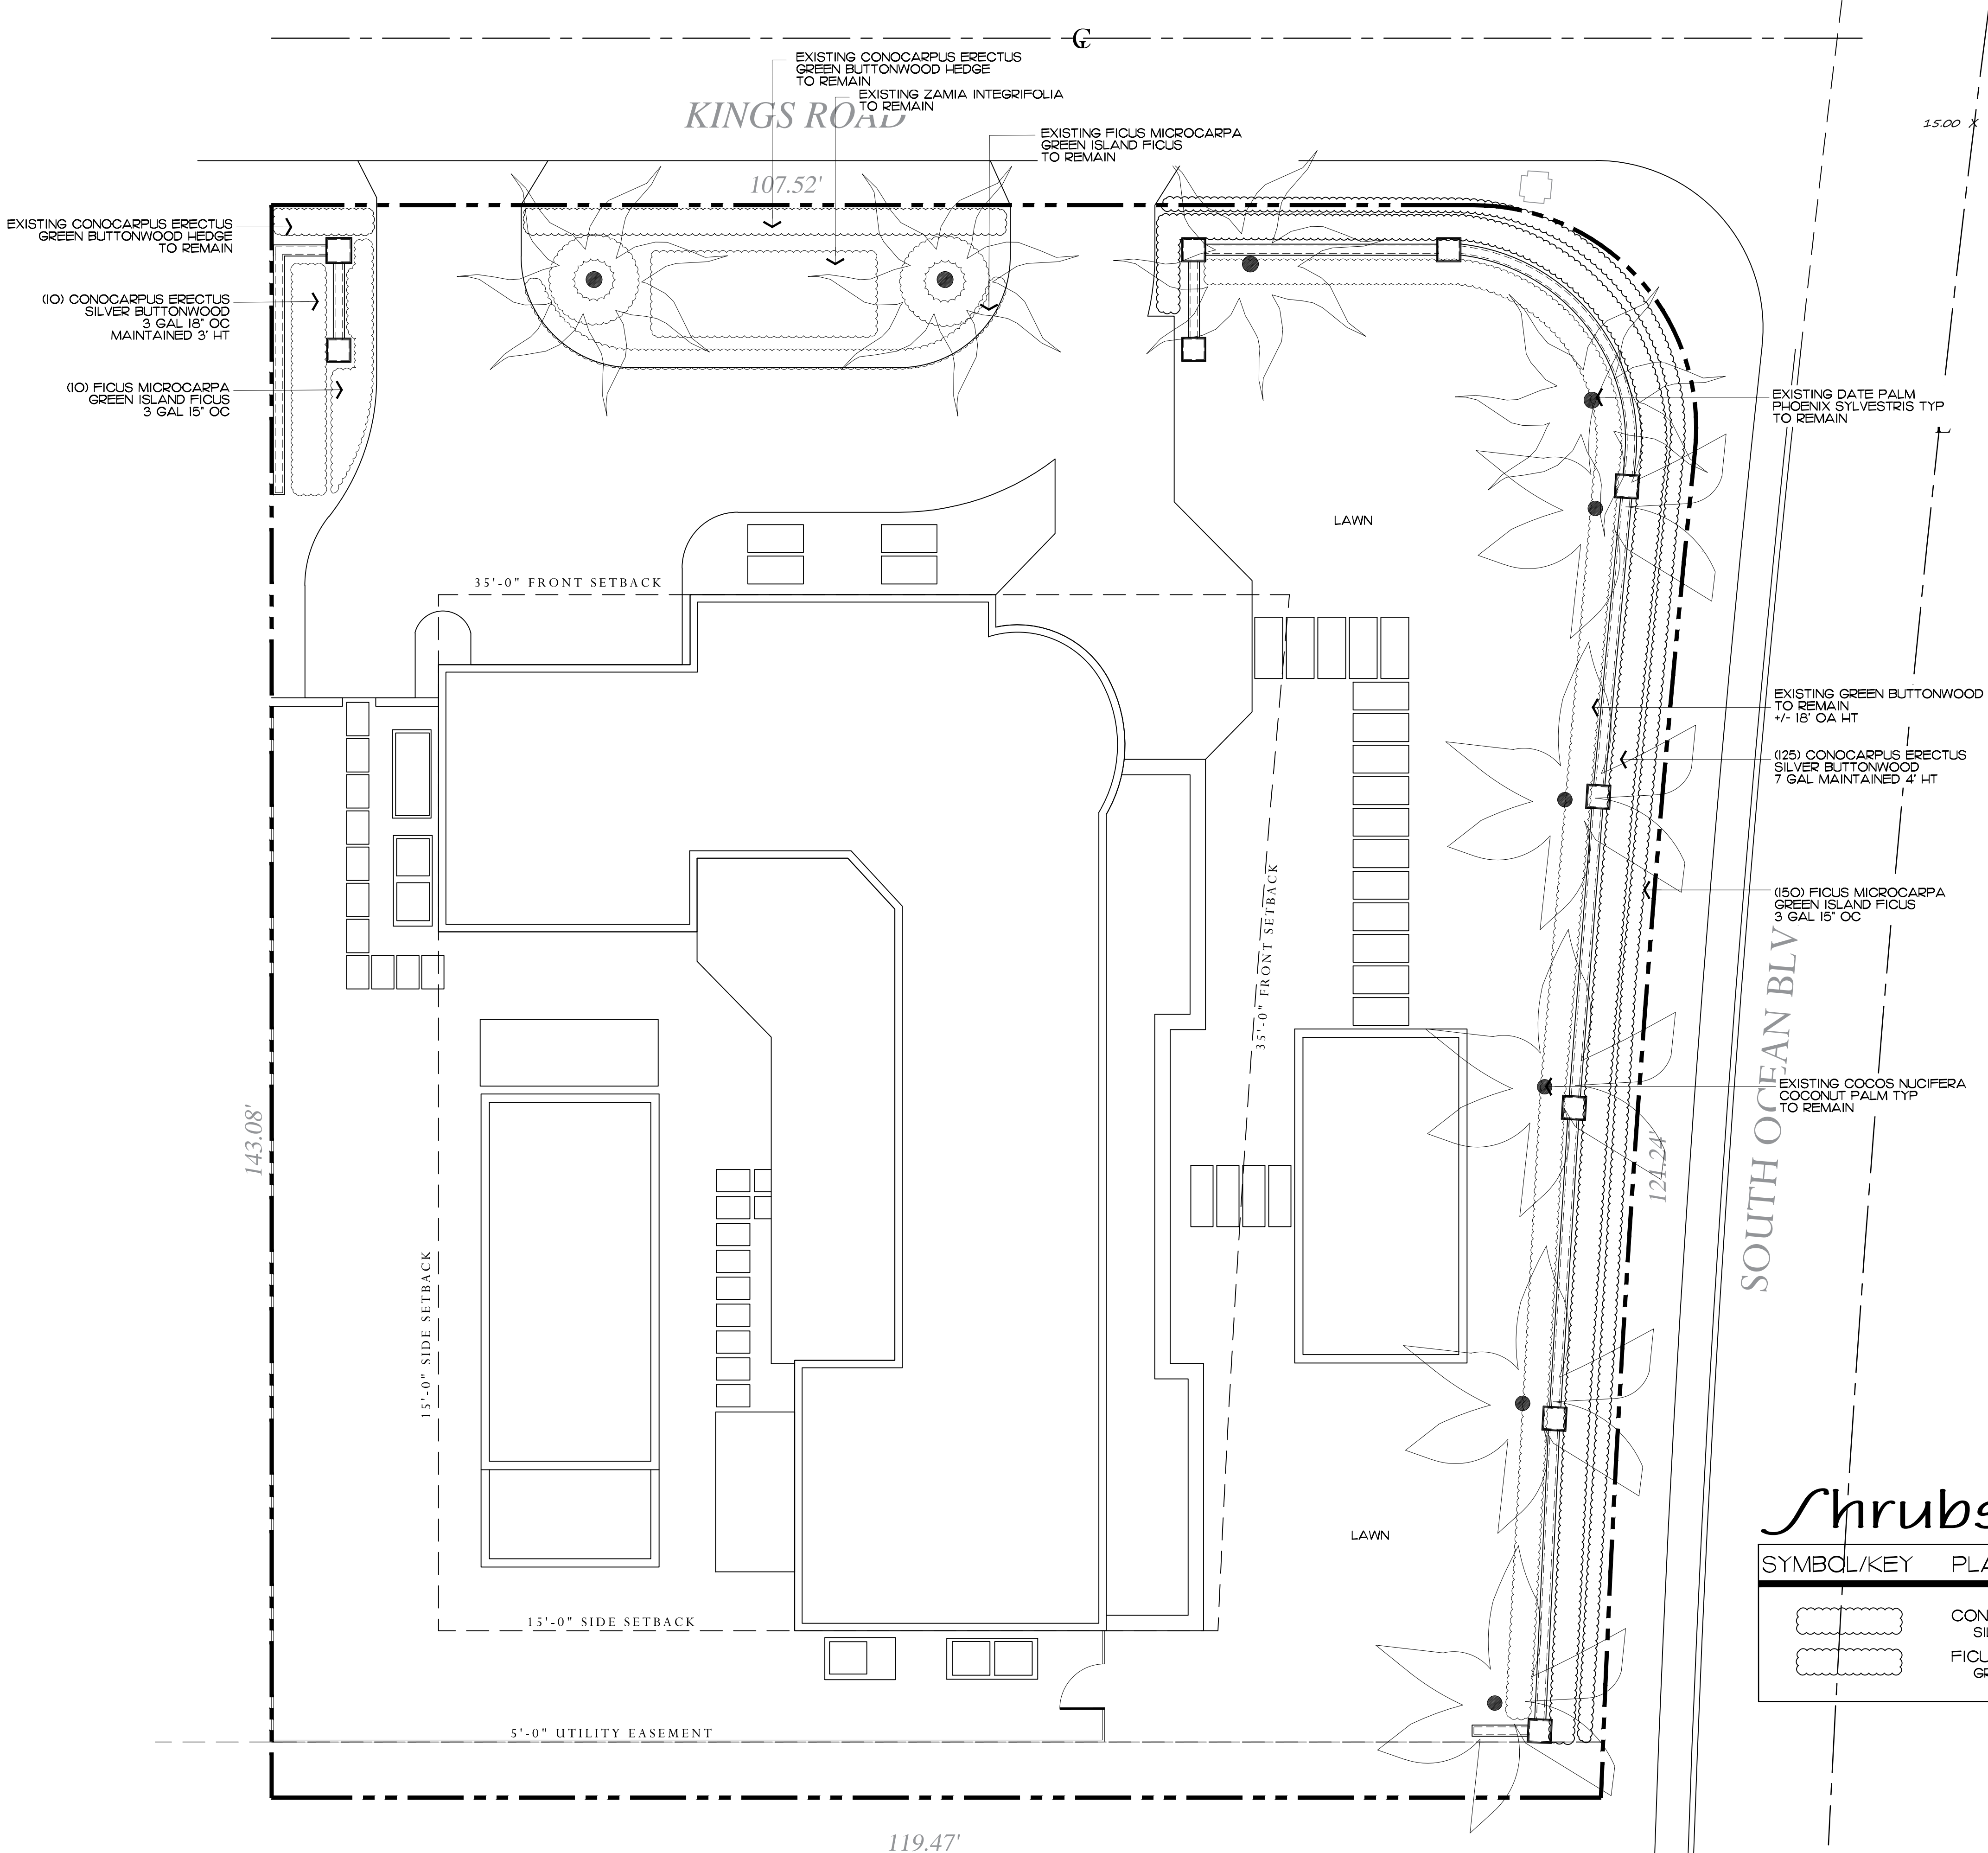 EXISTING CONOCARPUS ERECTUS
GREEN BUTTONWOOD HEDGE
TO REMAIN
EXISTING ZAMIA INTEGRIFOLIA
TO REMAIN
KINGS ROAD
EXISTING FICUS MICROCARPA
GREEN ISLAND FICUS
TO REMAIN
15.00 X
107.52'
EXISTING CONOCARPUS ERECTUS
GREEN BUTTONWOOD HEDGE
TO REMAIN
(10) CONOCARPUS ERECTUS
SILVER BUTTONWOOD
3 GAL 18" OC
MAINTAINED 3' HT
(10) FICUS MICROCARPA
GREEN ISLAND FICUS
3 GAL 15" OC
EXISTING DATE PALM
PHOENIX SYLVESTRIS TYP
TO REMAIN
LAWN
35'-0" FRONT SETBACK
EXISTING GREEN BUTTONWOOD
TO REMAIN
+/- 18' OA HT
(125) CONOCARPUS ERECTUS
SILVER BUTTONWOOD
7 GAL MAINTAINED 4' HT
(150) FICUS MICROCARPA
GREEN ISLAND FICUS
3 GAL 15" OC
35'-0" FRONT SETBACK
SOUTH OCEAN BLV
EXISTING COCOS NUCIFERA
COCONUT PALM TYP
TO REMAIN
143.08'
124.24'
15'-0" SIDE SETBACK
LAWN
Shrubs
SYMBOL/KEY PLA
CON
SIL
FICU
GR
15'-0" SIDE SETBACK
5'-0" UTILITY EASEMENT
119.47'